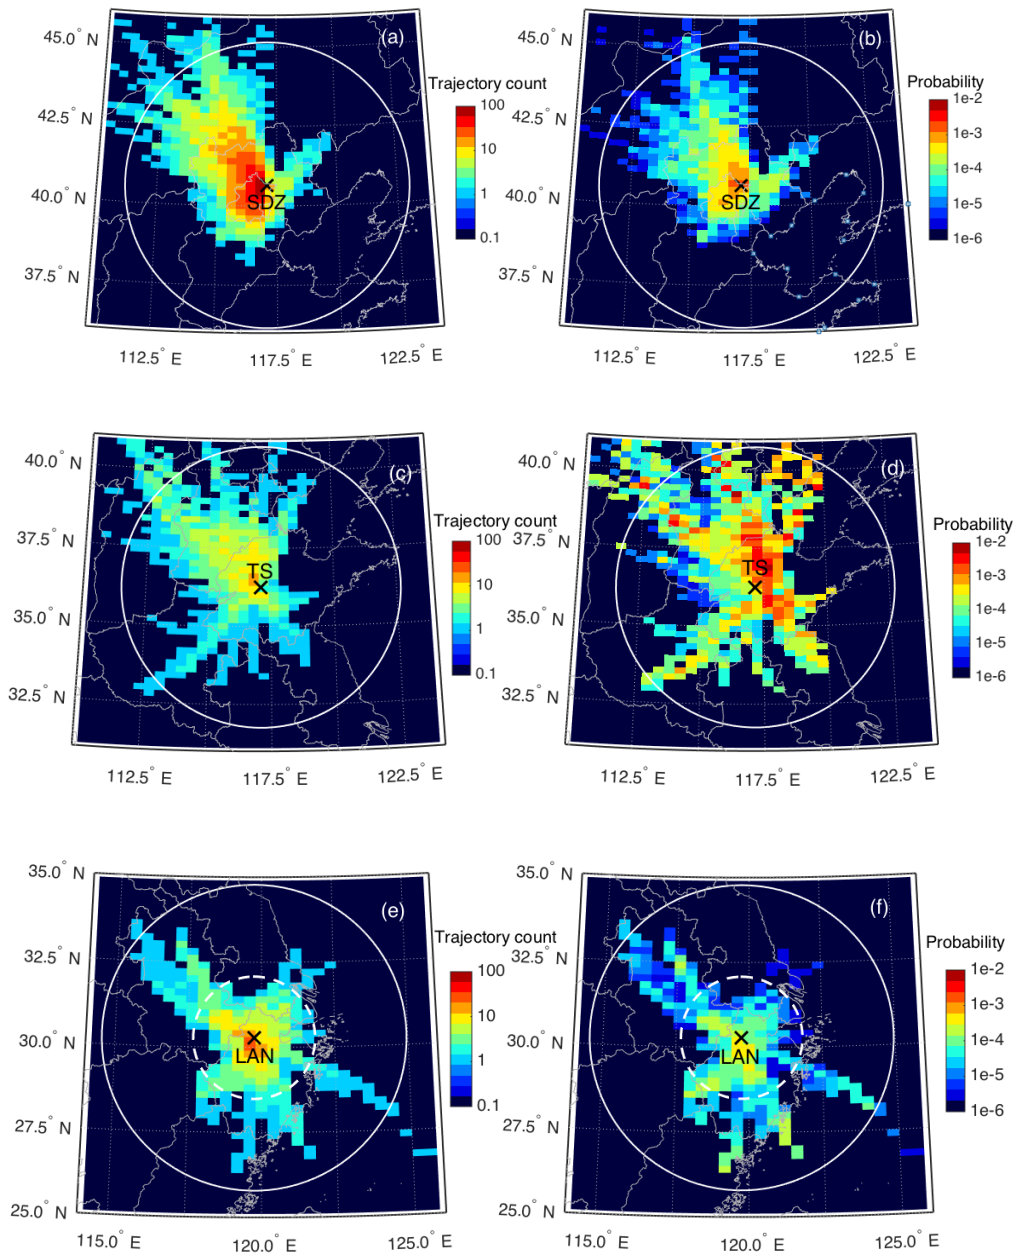 (a)
45.0° N
42.5° N
40.0° N
37.5° N
112.5° E
117.5° E
122.5° E
SDZ
Trajectory count
100
10
1
0.1
(b)
45.0° N
42.5° N
40.0° N
37.5° N
112.5° E
117.5° E
122.5° E
SDZ
Probability
1e-2
1e-3
1e-4
1e-5
1e-6
(c)
40.0° N
37.5° N
35.0° N
32.5° N
112.5° E
117.5° E
122.5° E
TS
Trajectory count
100
10
1
0.1
(d)
40.0° N
37.5° N
35.0° N
32.5° N
112.5° E
117.5° E
122.5° E
TS
Probability
1e-2
1e-3
1e-4
1e-5
1e-6
(e)
35.0° N
32.5° N
30.0° N
27.5° N
25.0° N
115.0° E
120.0° E
125.0° E
LAN
Trajectory count
100
10
1
0.1
(f)
35.0° N
32.5° N
30.0° N
27.5° N
25.0° N
115.0° E
120.0° E
125.0° E
LAN
Probability
1e-2
1e-3
1e-4
1e-5
1e-6